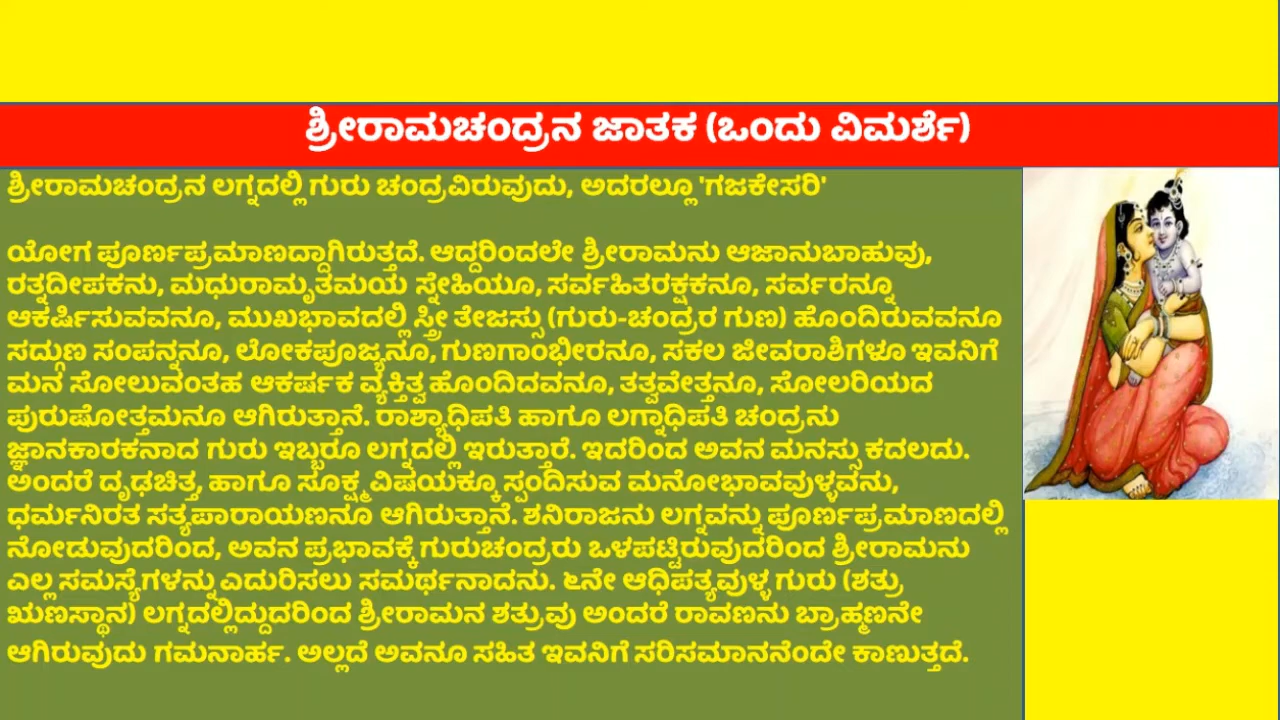 ಶ್ರೀರಾಮಚಂದ್ರನ ಜಾತಕ (ಒಂದು ವಿಮರ್ಶೆ)
ಶ್ರೀರಾಮಚಂದ್ರನ ಲಗ್ನದಲ್ಲಿ ಗುರು ಚಂದ್ರವಿರುವುದು, ಅದರಲ್ಲೂ 'ಗಜಕೇಸರಿ'
ಯೋಗ ಪೂರ್ಣಪ್ರಮಾಣದ್ದಾಗಿರುತ್ತದೆ. ಆದ್ದರಿಂದಲೇ ಶ್ರೀರಾಮನು ಆಜಾನುಬಾಹುವು,
ರತ್ನದೀಪಕನು, ಮಧುರಾಮೃತಮಯ ಸ್ನೇಹಿಯೂ, ಸರ್ವಹಿತರಕ್ಷಕನೂ, ಸರ್ವರನ್ನೂ
ಆಕರ್ಷಿಸುವವನೂ, ಮುಖಭಾವದಲ್ಲಿ ಸ್ತ್ರೀ ತೇಜಸ್ಸು (ಗುರು-ಚಂದ್ರರ ಗುಣ) ಹೊಂದಿರುವವನೂ
ಸದ್ಗುಣ ಸಂಪನ್ನನೂ, ಲೋಕಪೂಜ್ಯನೂ, ಗುಣಗಾಂಭೀರನೂ, ಸಕಲ ಜೀವರಾಶಿಗಳೂ ಇವನಿಗೆ
ಮನ ಸೋಲುವಂತಹ ಆಕರ್ಷಕ ವ್ಯಕ್ತಿತ್ವ ಹೊಂದಿದವನೂ, ತತ್ವವೇತ್ತನೂ, ಸೋಲರಿಯದ
ಪುರುಷೋತ್ತಮನೂ ಆಗಿರುತ್ತಾನೆ. ರಾಶ್ಯಾಧಿಪತಿ ಹಾಗೂ ಲಗ್ನಾಧಿಪತಿ ಚಂದ್ರನು
ಜ್ಞಾನಕಾರಕನಾದ ಗುರು ಇಬ್ಬರೂ ಲಗ್ನದಲ್ಲಿ ಇರುತ್ತಾರೆ. ಇದರಿಂದ ಅವನ ಮನಸ್ಸು ಕದಲದು.
ಅಂದರೆ ದೃಢಚಿತ್ತ, ಹಾಗೂ ಸೂಕ್ಷ್ಮ ವಿಷಯಕ್ಕೂ ಸ್ಪಂದಿಸುವ ಮನೋಭಾವವುಳ್ಳವನು,
ಧರ್ಮನಿರತ ಸತ್ಯಪಾರಾಯಣನೂ ಆಗಿರುತ್ತಾನೆ. ಶನಿರಾಜನು ಲಗ್ನವನ್ನು ಪೂರ್ಣಪ್ರಮಾಣದಲ್ಲಿ
ನೋಡುವುದರಿಂದ, ಅವನ ಪ್ರಭಾವಕ್ಕೆ ಗುರುಚಂದ್ರರು ಒಳಪಟ್ಟಿರುವುದರಿಂದ ಶ್ರೀರಾಮನು
ಎಲ್ಲ ಸಮಸ್ಯೆಗಳನ್ನು ಎದುರಿಸಲು ಸಮರ್ಥನಾದನು. ೬ನೇ ಆಧಿಪತ್ಯವುಳ್ಳ ಗುರು (ಶತ್ರು
ಋಣಸ್ಥಾನ) ಲಗ್ನದಲ್ಲಿದ್ದುದರಿಂದ ಶ್ರೀರಾಮನ ಶತ್ರುವು ಅಂದರೆ ರಾವಣನು ಬ್ರಾಹ್ಮಣನೇ
ಆಗಿರುವುದು ಗಮನಾರ್ಹ. ಅಲ್ಲದೆ ಅವನೂ ಸಹಿತ ಇವನಿಗೆ ಸರಿಸಮಾನನೆಂದೇ ಕಾಣುತ್ತದೆ.